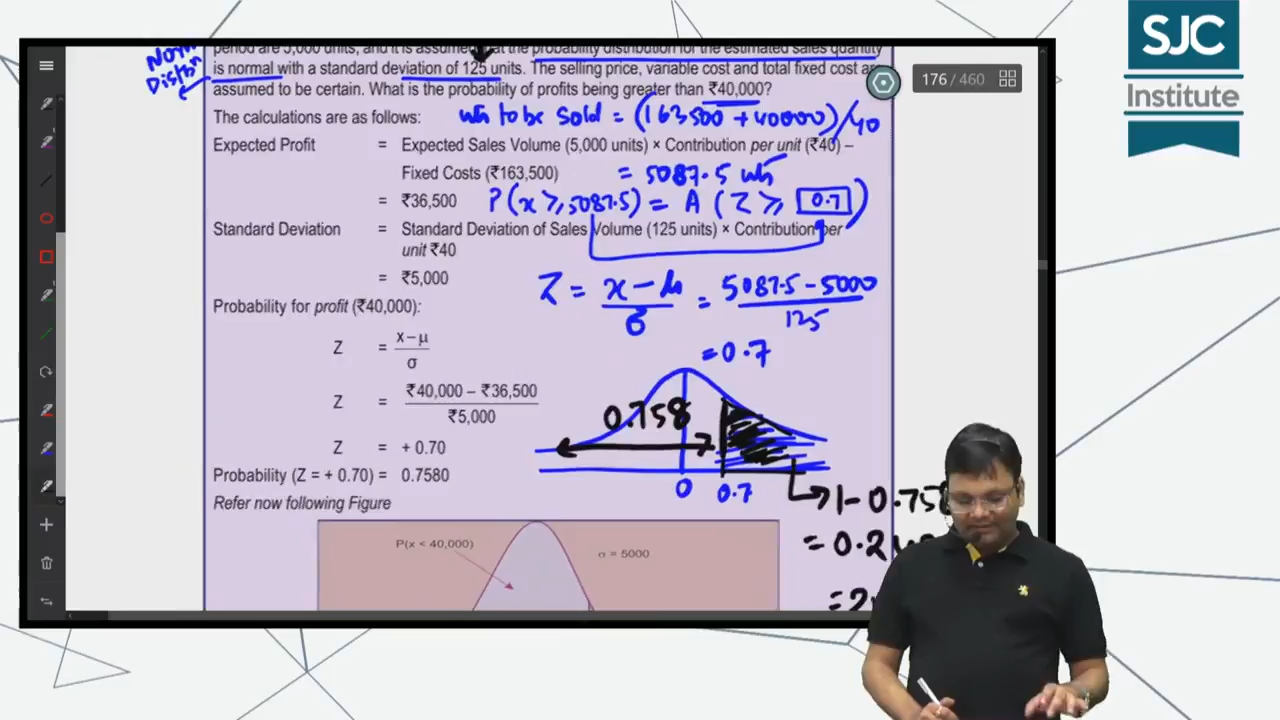 SJC
Institute
176 / 460
period are 5,000 units, and it is assumed that the probability distribution for the estimated sales quantity
is normal with a standard deviation of 125 units. The selling price, variable cost and total fixed cost are
assumed to be certain. What is the probability of profits being greater than ₹40,000?
The calculations are as follows:
to be sold = (163500 + 40000)/40
Expected Profit = Expected Sales Volume (5,000 units) × Contribution per unit (₹40) –
Fixed Costs (₹163,500)
= 5087.5
= ₹36,500
P(x ≥ 5087.5) = A (Z ≥ 0.7)
Standard Deviation = Standard Deviation of Sales Volume (125 units) × Contribution per
unit ₹40
= ₹5,000
Z = x – μ / σ = 5087.5 – 5000 / 125
= 0.7
Probability for profit (₹40,000):
Z = x – μ / σ
Z = ₹40,000 – ₹36,500 / ₹5,000
Z = + 0.70
Probability (Z = + 0.70) = 0.7580
0.758
0 0.7
1 - 0.758
= 0.2
= 2
Refer now following Figure
P(x < 40,000)
σ = 5000